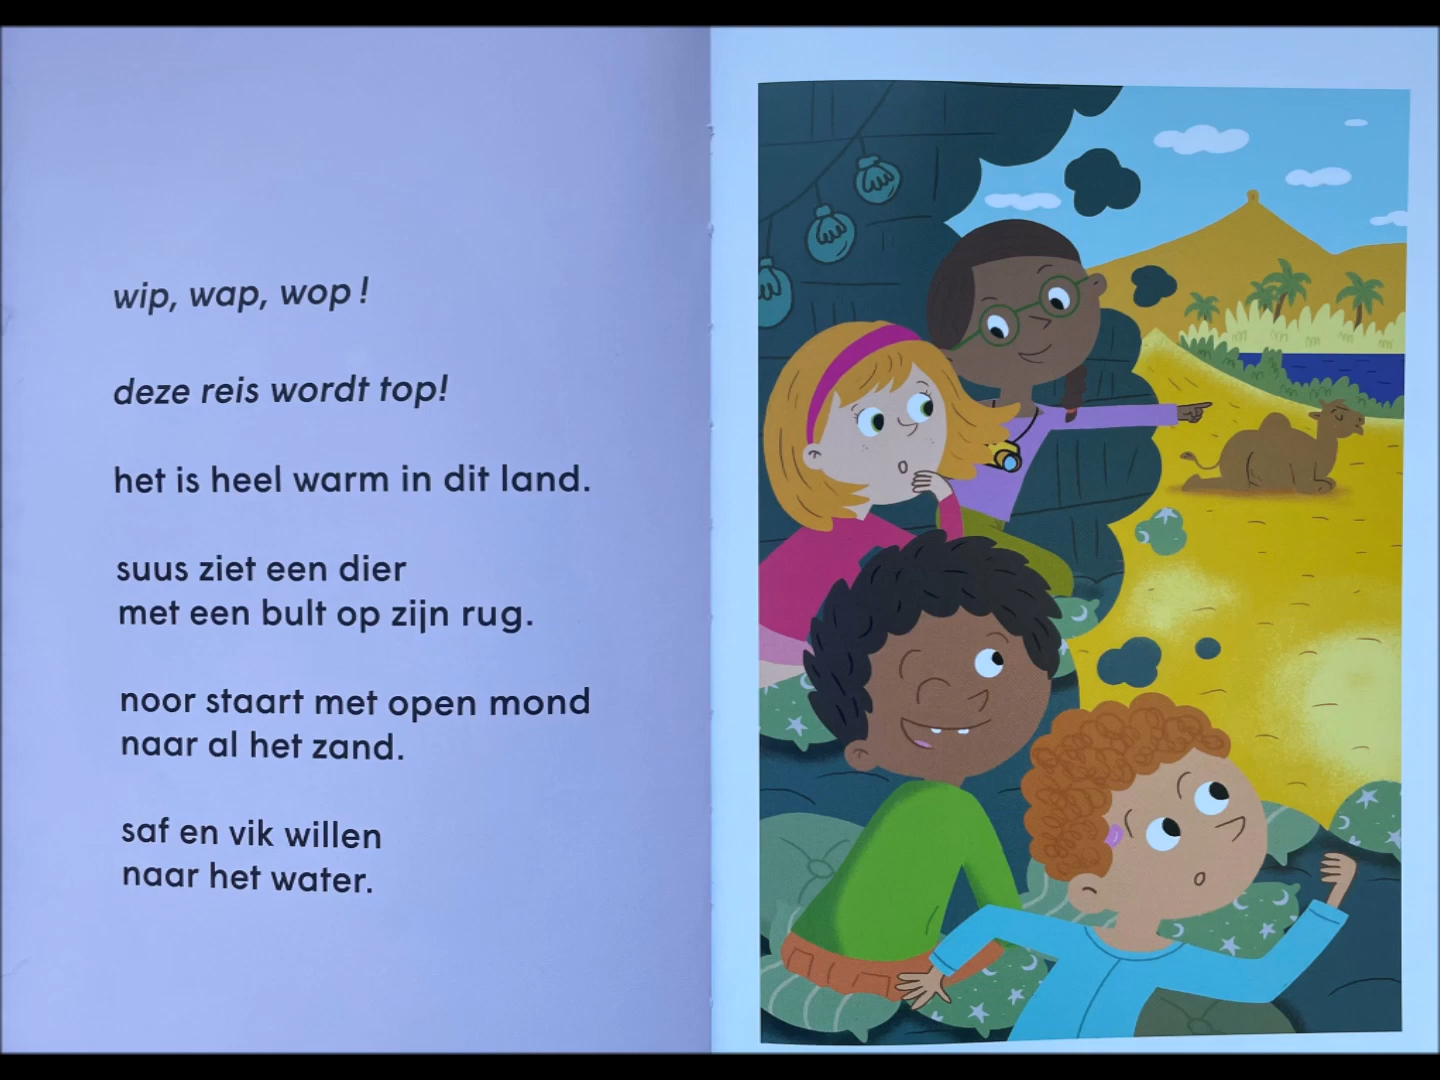 wip, wap, wop!
deze reis wordt top!
het is heel warm in dit land.
suus ziet een dier
met een bult op zijn rug.
noor staart met open mond
naar al het zand.
saf en vik willen
naar het water.